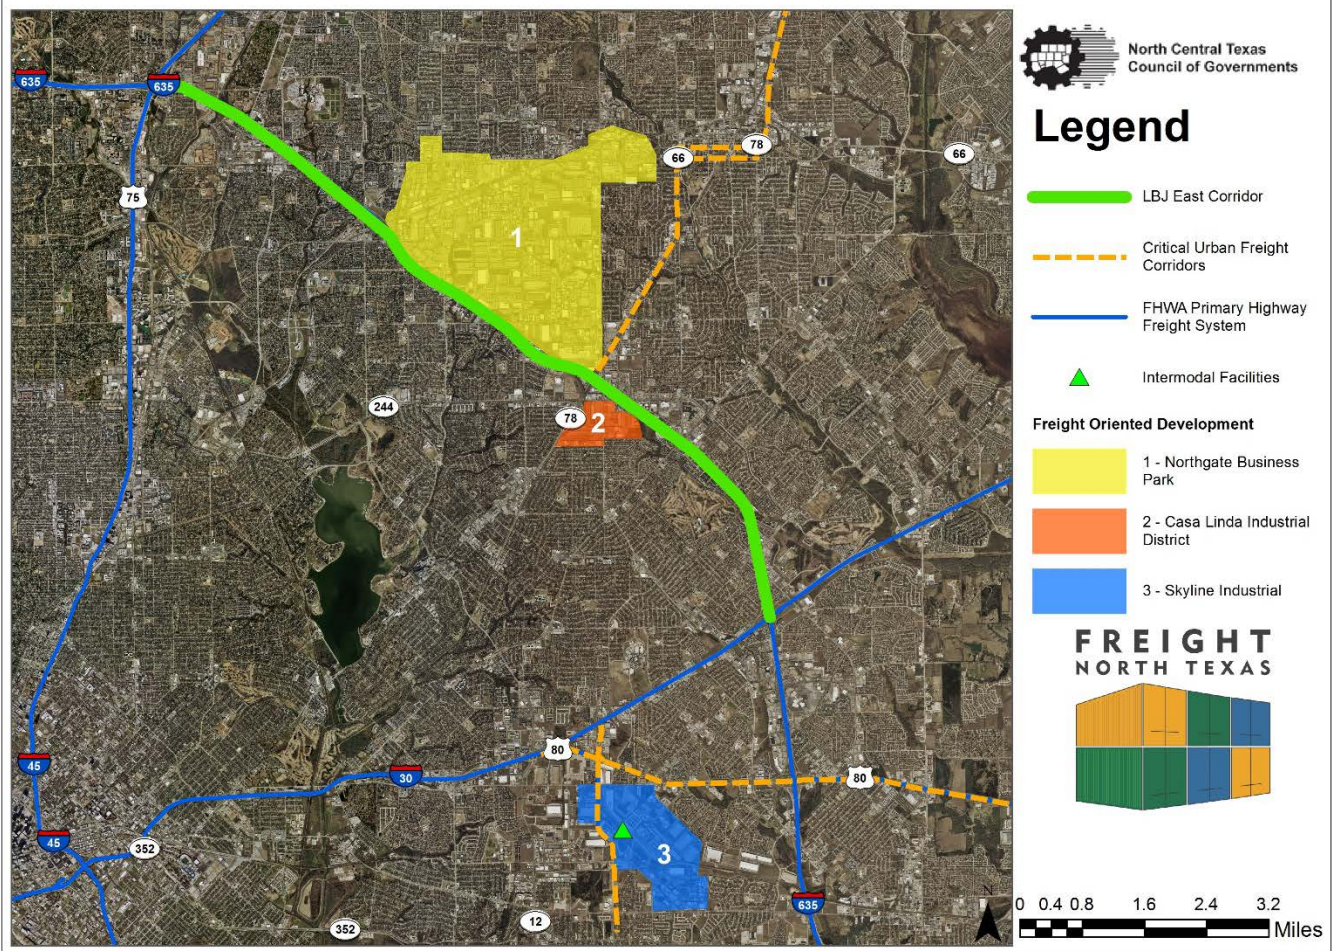 635
635
75
66
78
66
1
244
78
2
80
30
80
45
45
352
3
12
352
635
N
North Central Texas
Council of Governments
Legend
LBJ East Corridor
Critical Urban Freight
Corridors
FHWA Primary Highway
Freight System
Intermodal Facilities
Freight Oriented Development
1 - Northgate Business
Park
2 - Casa Linda Industrial
District
3 - Skyline Industrial
FREIGHT
NORTH TEXAS
0 0.4 0.8 1.6 2.4 3.2
Miles